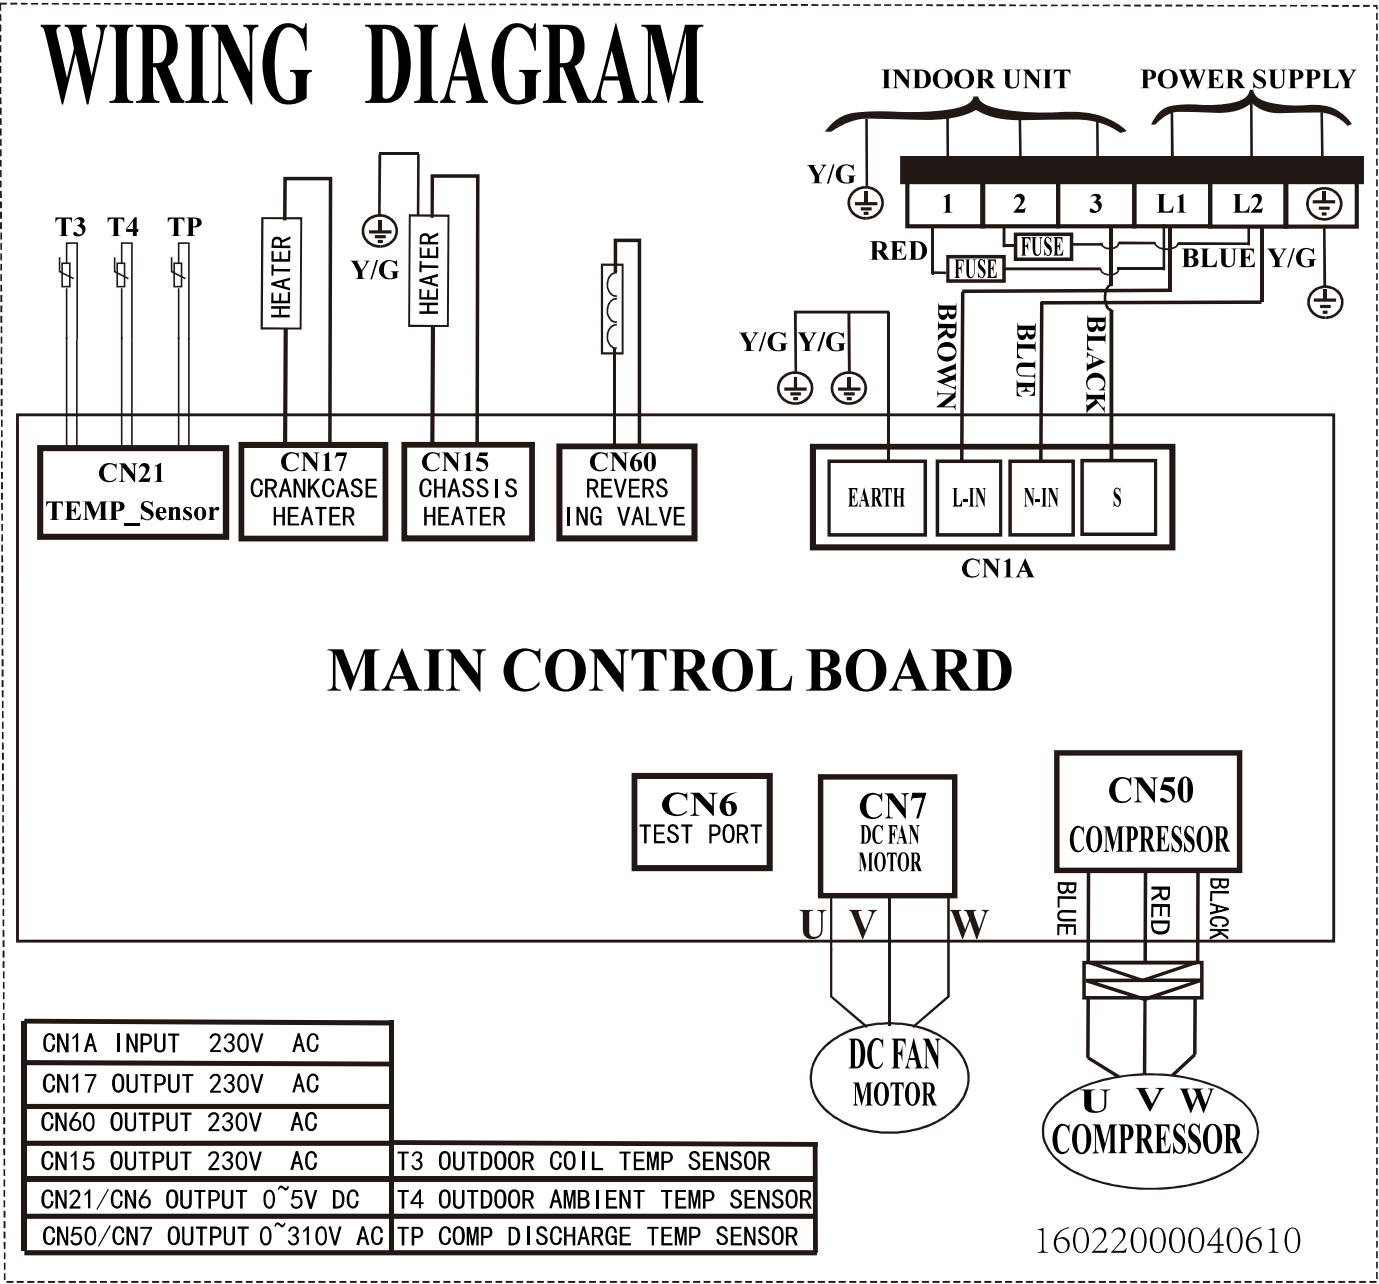 WIRING DIAGRAM
INDOOR UNIT
POWER SUPPLY
Y/G
1 2 3 L1 L2
RED
FUSE
FUSE
BLUE
Y/G
T3 T4 TP
HEATER
Y/G
HEATER
Y/G Y/G
BROWN
BLUE
BLACK
CN21
TEMP_Sensor
CN17
CRANKCASE
HEATER
CN15
CHASSIS
HEATER
CN60
REVERS
ING VALVE
EARTH L-IN N-IN S
CN1A
MAIN CONTROL BOARD
CN6
TEST PORT
CN7
DC FAN
MOTOR
U V W
DC FAN
MOTOR
CN50
COMPRESSOR
BLUE
RED
BLACK
U V W
COMPRESSOR
CN1A INPUT 230V AC
CN17 OUTPUT 230V AC
CN60 OUTPUT 230V AC
CN15 OUTPUT 230V AC
T3 OUTDOOR COIL TEMP SENSOR
CN21/CN6 OUTPUT 0~5V DC
T4 OUTDOOR AMBIENT TEMP SENSOR
CN50/CN7 OUTPUT 0~310V AC
TP COMP DISCHARGE TEMP SENSOR
16022000040610